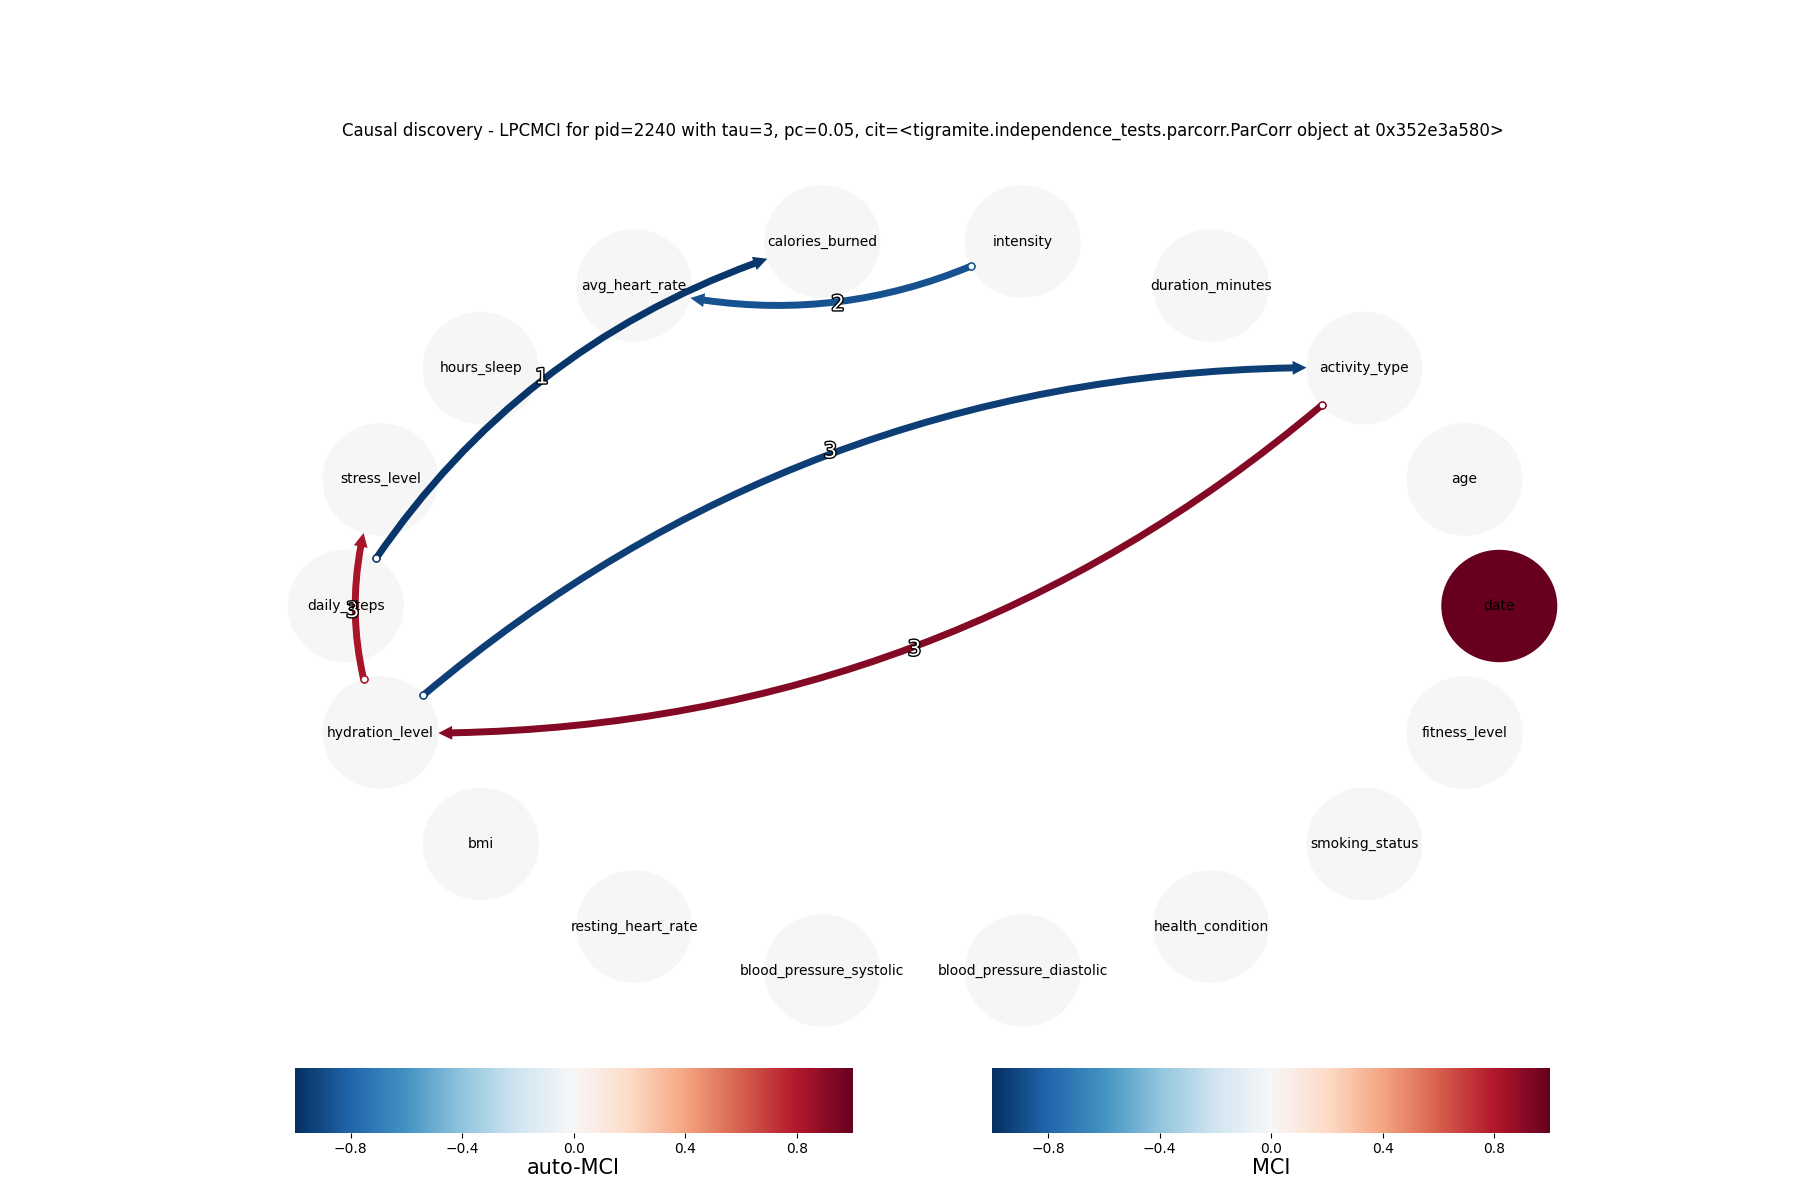 Causal discovery - LPCMCI for pid=2240 with tau=3, pc=0.05, cit=<tigramite.independence_tests.parcorr.ParCorr object at 0x352e3a580>
calories_burned
intensity
avg_heart_rate
duration_minutes
2
hours_sleep
1
activity_type
3
stress_level
age
daily_steps
3
date
3
hydration_level
fitness_level
bmi
smoking_status
resting_heart_rate
health_condition
blood_pressure_systolic
blood_pressure_diastolic
−0.8 −0.4 0.0 0.4 0.8
auto-MCI
−0.8 −0.4 0.0 0.4 0.8
MCI